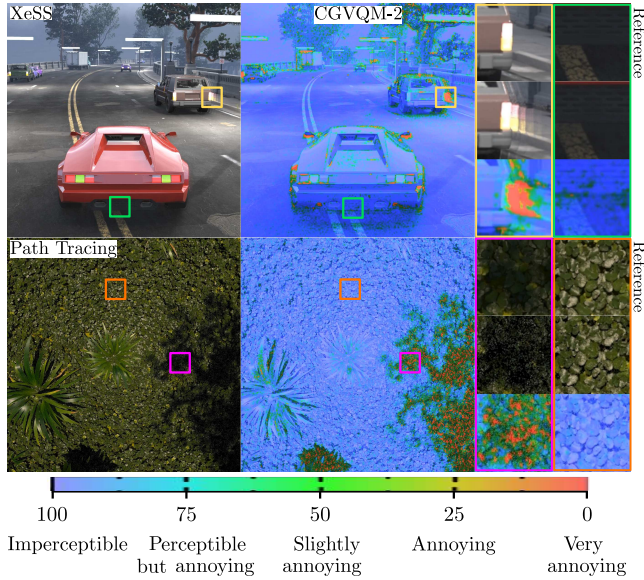 XeSS
CGVQM-2
Reference
Path Tracing
Reference
100 75 50 25 0
Imperceptible Perceptible but annoying Slightly annoying Annoying Very annoying